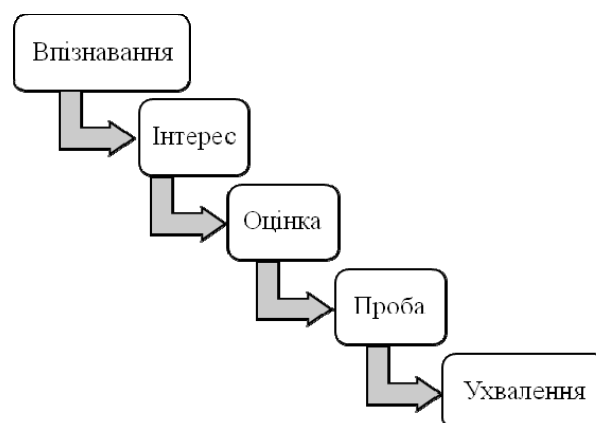 Впізнавання
Інтерес
Оцінка
Проба
Ухвалення